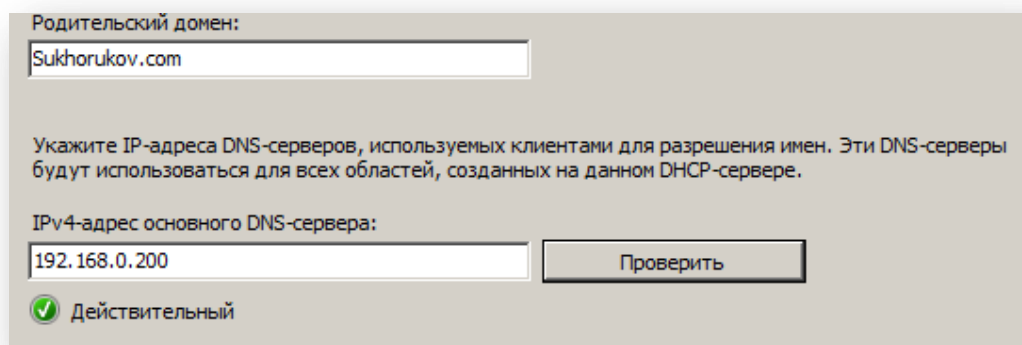 Родительский домен:
Sukhorukov.com
Укажите IP-адреса DNS-серверов, используемых клиентами для разрешения имен. Эти DNS-серверы
будут использоваться для всех областей, созданных на данном DHCP-сервере.
IPv4-адрес основного DNS-сервера:
192.168.0.200
Проверить
Действительный